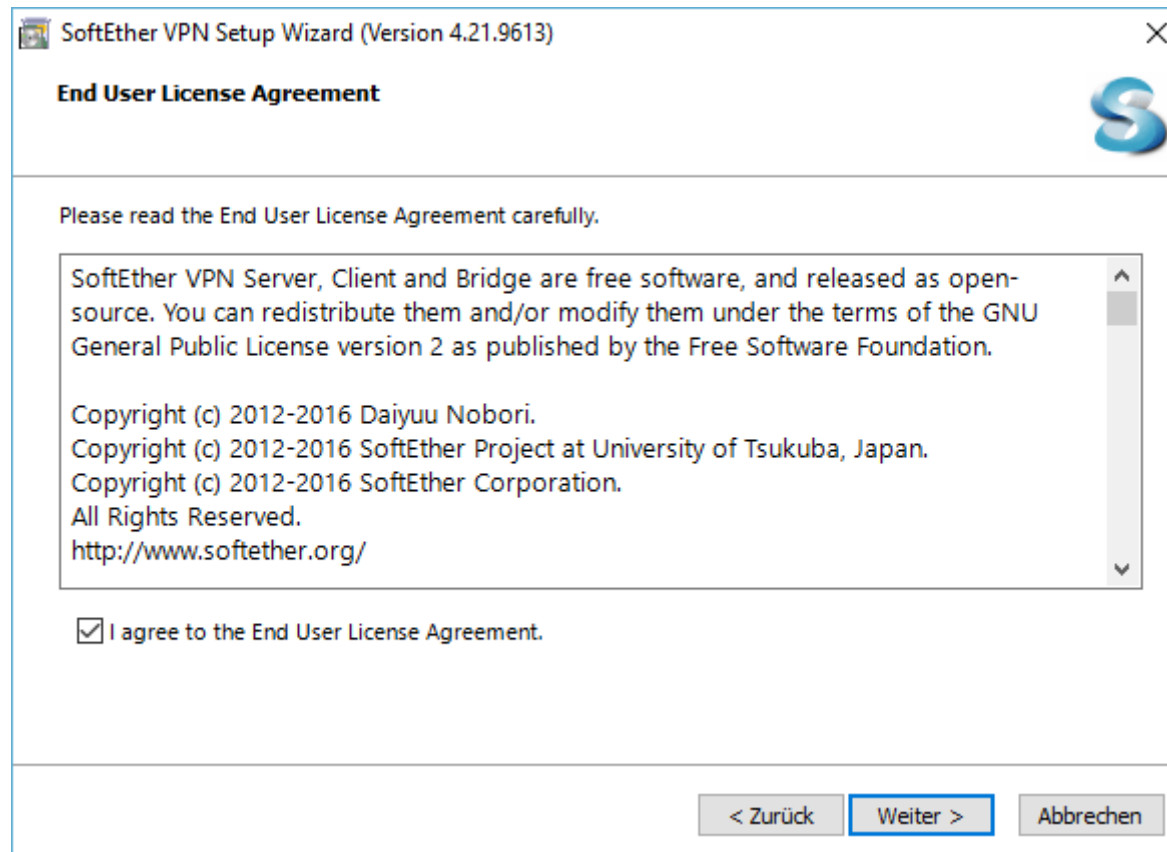 SoftEther VPN Setup Wizard (Version 4.21.9613)
End User License Agreement
Please read the End User License Agreement carefully.
SoftEther VPN Server, Client and Bridge are free software, and released as open-
source. You can redistribute them and/or modify them under the terms of the GNU
General Public License version 2 as published by the Free Software Foundation.
Copyright (c) 2012-2016 Daiyuu Nobori.
Copyright (c) 2012-2016 SoftEther Project at University of Tsukuba, Japan.
Copyright (c) 2012-2016 SoftEther Corporation.
All Rights Reserved.
http://www.softether.org/
I agree to the End User License Agreement.
< Zurück Weiter > Abbrechen